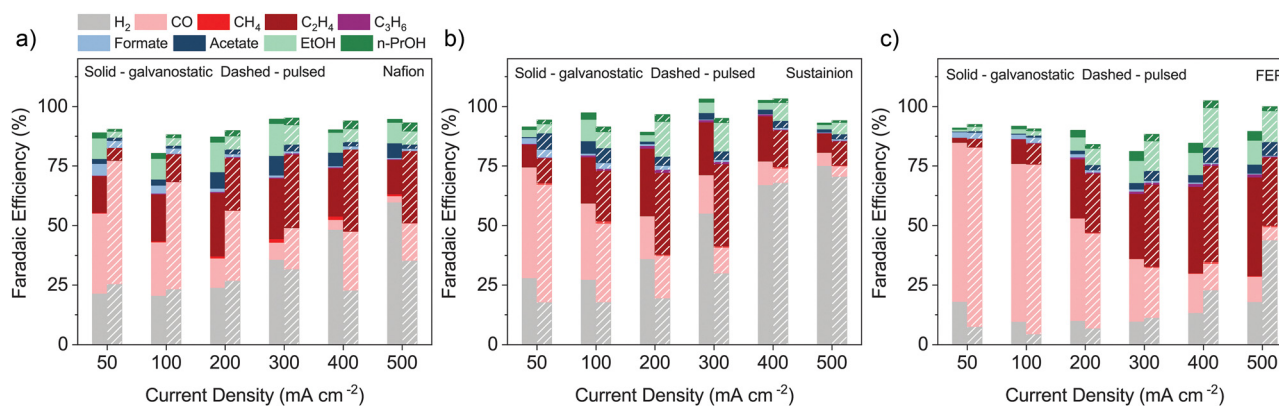 H₂ CO CH₄ C₂H₄ C₃H₆
Formate Acetate EtOH n-PrOH
a)
Solid - galvanostatic Dashed - pulsed Nafion
Faradaic Efficiency (%)
100
75
50
25
0
50 100 200 300 400 500
Current Density (mA cm⁻²)
b)
Solid - galvanostatic Dashed - pulsed Sustainion
Faradaic Efficiency (%)
100
75
50
25
0
50 100 200 300 400 500
Current Density (mA cm⁻²)
c)
Solid - galvanostatic Dashed - pulsed
Faradaic Efficiency (%)
100
75
50
25
0
50 100 200 300 400 500
Current Density (mA cm⁻²)